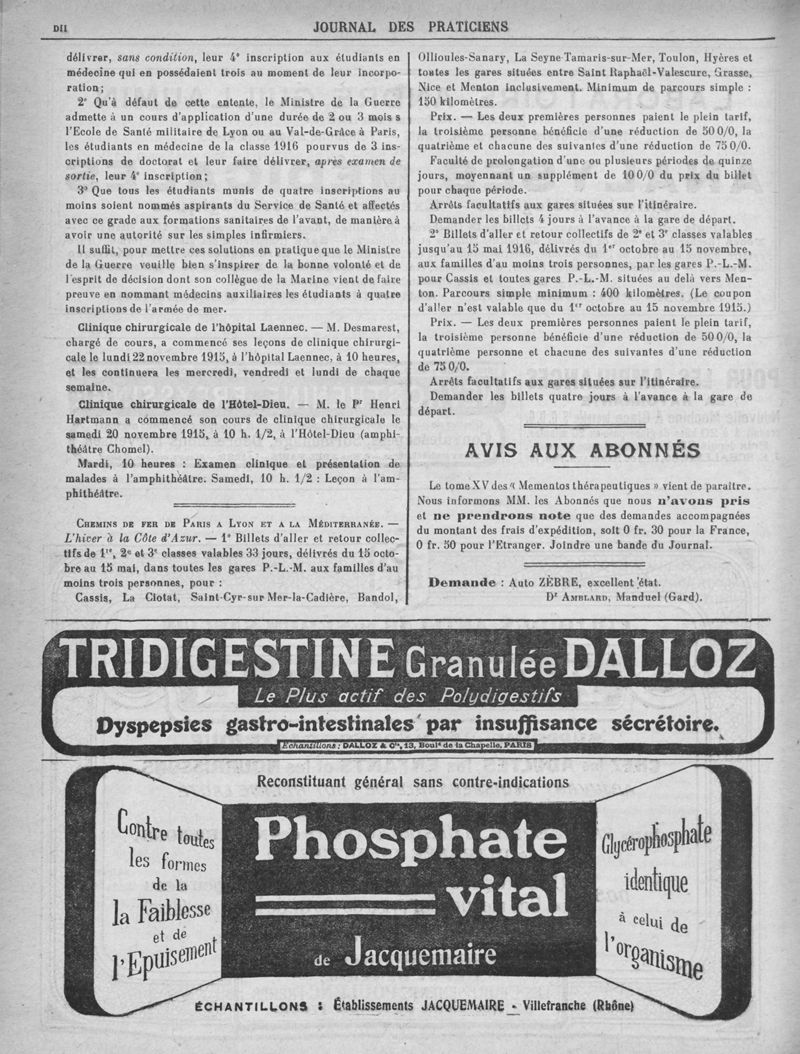 DII
JOURNAL DES PRATICIENS
délivrer, sans condition, leur 4e inscription aux étudiants en
médecine qui en possédaient trois au moment de leur incorpo-
ration;
2° Qu'à défaut de cette entente, le Ministre de la Guerre
admette à un cours d'application d'une durée de 2 ou 3 mois s
l'Ecole de Santé militaire de Lyon ou au Val-de-Grâce à Paris,
les étudiants en médecine de la classe 1916 pourvus de 3 ins-
criptions de doctorat et leur faire délivrer, après examen de
sortie, leur 4e inscription;
3° Que tous les étudiants munis de quatre inscriptions au
moins soient nommés aspirants du Service de Santé et affectés
avec ce grade aux formations sanitaires de l'avant, de manière à
avoir une autorité sur les simples infirmiers.
Il suffit, pour mettre ces solutions en pratique que le Ministre
de la Guerre veuille bien s'inspirer de la bonne volonté et de
l'esprit de décision dont son collègue de la Marine vient de faire
preuve en nommant médecins auxiliaires les étudiants à quatre
inscriptions de l'armée de mer.
Clinique chirurgicale de l'hôpital Laennec. — M. Desmarest,
chargé de cours, a commencé ses leçons de clinique chirurgi-
cale le lundi 22 novembre 1915, à l'hôpital Laennec, à 10 heures,
et les continuera les mercredi, vendredi et lundi de chaque
semaine.
Clinique chirurgicale de l'Hôtel-Dieu. — M. le Pr Henri
Hartmann a commencé son cours de clinique chirurgicale le
samedi 20 novembre 1915, à 10 h. 1/2, à l'Hôtel-Dieu (amphi-
théâtre Chomel).
Mardi, 10 heures : Examen clinique et présentation de
malades à l'amphithéâtre. Samedi, 10 h. 1/2 : Leçon à l'am-
phithéâtre.
CHEMINS DE FER DE PARIS A LYON ET A LA MÉDITERRANÉE. —
L'hiver à la Côte d'Azur. — 1° Billets d'aller et retour collec-
tifs de 1re, 2e et 3e classes valables 33 jours, délivrés du 15 octo-
bre au 15 mai, dans toutes les gares P.-L.-M. aux familles d'au
moins trois personnes, pour :
Cassis, La Ciotat, Saint-Cyr-sur Mer-la-Cadière, Bandol,
Ollioules-Sanary, La Seyne-Tamaris-sur-Mer, Toulon, Hyères et
toutes les gares situées entre Saint Raphaël-Valescure, Grasse,
Nice et Menton inclusivement. Minimum de parcours simple :
150 kilomètres.
Prix. — Les deux premières personnes paient le plein tarif,
la troisième personne bénéficie d'une réduction de 50 0/0, la
quatrième et chacune des suivantes d'une réduction de 75 0/0.
Faculté de prolongation d'une ou plusieurs périodes de quinze
jours, moyennant un supplément de 10 0/0 du prix du billet
pour chaque période.
Arrêts facultatifs aux gares situées sur l'itinéraire.
Demander les billets 4 jours à l'avance à la gare de départ.
2° Billets d'aller et retour collectifs de 2e et 3e classes valables
jusqu'au 15 mai 1916, délivrés du 1er octobre au 15 novembre,
aux familles d'au moins trois personnes, par les gares P.-L.-M.
pour Cassis et toutes gares P.-L.-M. situées au delà vers Men-
ton. Parcours simple minimum : 400 kilomètres. (Le coupon
d'aller n'est valable que du 1er octobre au 15 novembre 1915.)
Prix. — Les deux premières personnes paient le plein tarif,
la troisième personne bénéficie d'une réduction de 50 0/0, la
quatrième personne et chacune des suivantes d'une réduction
de 75 0/0.
Arrêts facultatifs aux gares situées sur l'itinéraire.
Demander les billets quatre jours à l'avance à la gare de
départ.
AVIS AUX ABONNÉS
Le tome XV des « Mementos thérapeutiques » vient de paraître.
Nous informons MM. les Abonnés que nous n'avons pris
et ne prendrons note que des demandes accompagnées
du montant des frais d'expédition, soit 0 fr. 30 pour la France,
0 fr. 50 pour l'Etranger. Joindre une bande du Journal.
Demande : Auto ZÈBRE, excellent état.
Dr AMBLARD, Manduel (Gard).
TRIDIGESTINE Granulée DALLOZ
Le Plus actif des Polydigestifs
Dyspepsies gastro-intestinales par insuffisance sécrétoire.
Echantillons : DALLOZ & Cie, 13, Bould de la Chapelle, PARIS
Reconstituant général sans contre-indications
Contre toutes
les formes
de la
la Faiblesse
et de
l'Epuisement
Phosphate
vital
de Jacquemaire
Glycérophosphate
identique
à celui de
l'organisme
ÉCHANTILLONS : Établissements JACQUEMAIRE - Villefranche (Rhône)